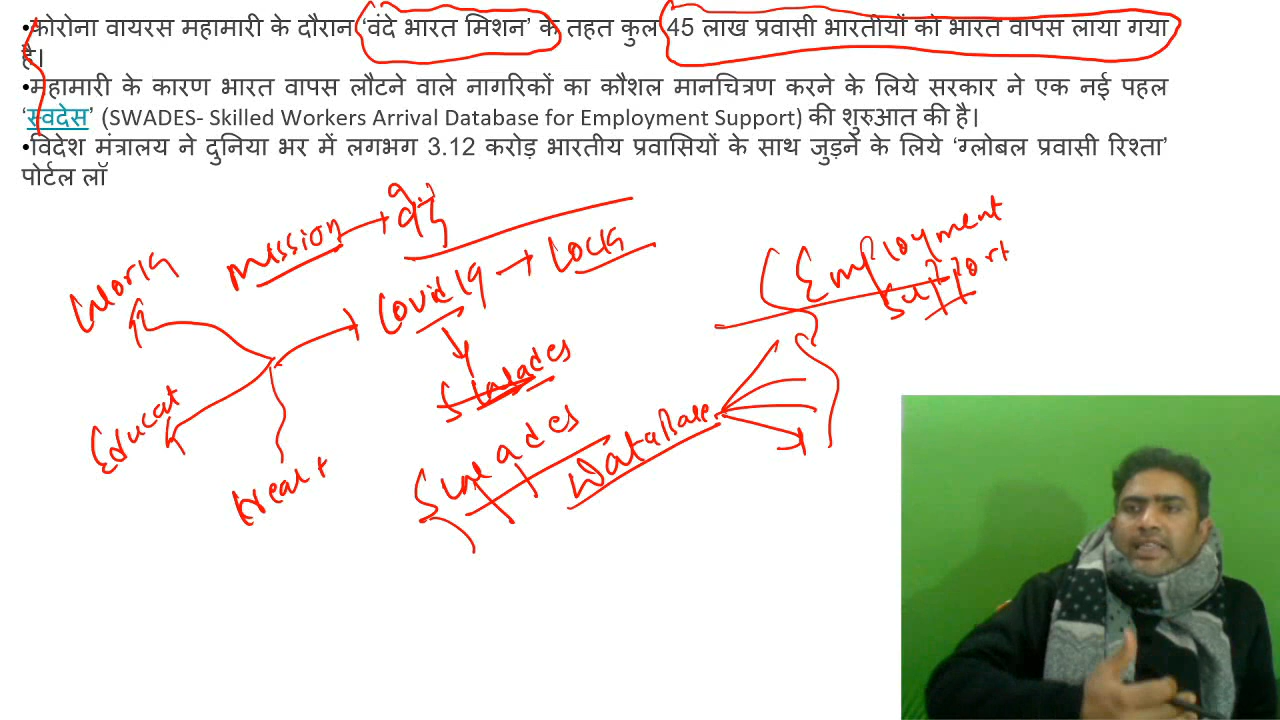 •कोरोना वायरस महामारी के दौरान ‘वंदे भारत मिशन’ के तहत कुल 45 लाख प्रवासी भारतीयों को भारत वापस लाया गया
है।
•महामारी के कारण भारत वापस लौटने वाले नागरिकों का कौशल मानचित्रण करने के लिये सरकार ने एक नई पहल
‘स्वदेस’ (SWADES- Skilled Workers Arrival Database for Employment Support) की शुरुआत की है।
•विदेश मंत्रालय ने दुनिया भर में लगभग 3.12 करोड़ भारतीय प्रवासियों के साथ जुड़ने के लिये ‘ग्लोबल प्रवासी रिश्ता’
पोर्टल लॉ
Mission
Covid 19
Lock
Employment
Support
Educat
Database
Swades